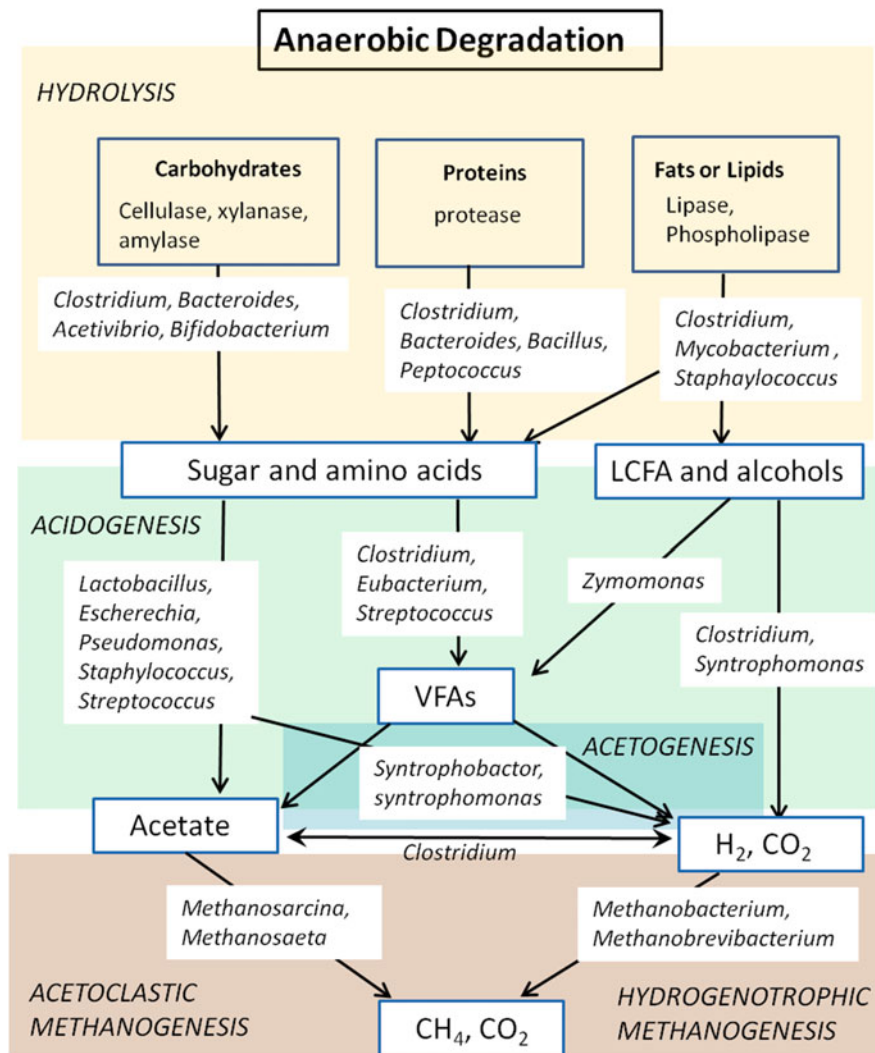 Anaerobic Degradation
HYDROLYSIS
Carbohydrates
Cellulase, xylanase,
amylase
Proteins
protease
Fats or Lipids
Lipase,
Phospholipase
Clostridium, Bacteroides,
Acetivibrio, Bifidobacterium
Clostridium,
Bacteroides, Bacillus,
Peptococcus
Clostridium,
Mycobacterium ,
Staphaylococcus
Sugar and amino acids
LCFA and alcohols
ACIDOGENESIS
Lactobacillus,
Escherechia,
Pseudomonas,
Staphylococcus,
Streptococcus
Clostridium,
Eubacterium,
Streptococcus
Zymomonas
Clostridium,
Syntrophomonas
VFAs
ACETOGENESIS
Syntrophobactor,
syntrophomonas
Acetate
Clostridium
H₂, CO₂
Methanosarcina,
Methanosaeta
Methanobacterium,
Methanobrevibacterium
ACETOCLASTIC
METHANOGENESIS
CH₄, CO₂
HYDROGENOTROPHIC
METHANOGENESIS